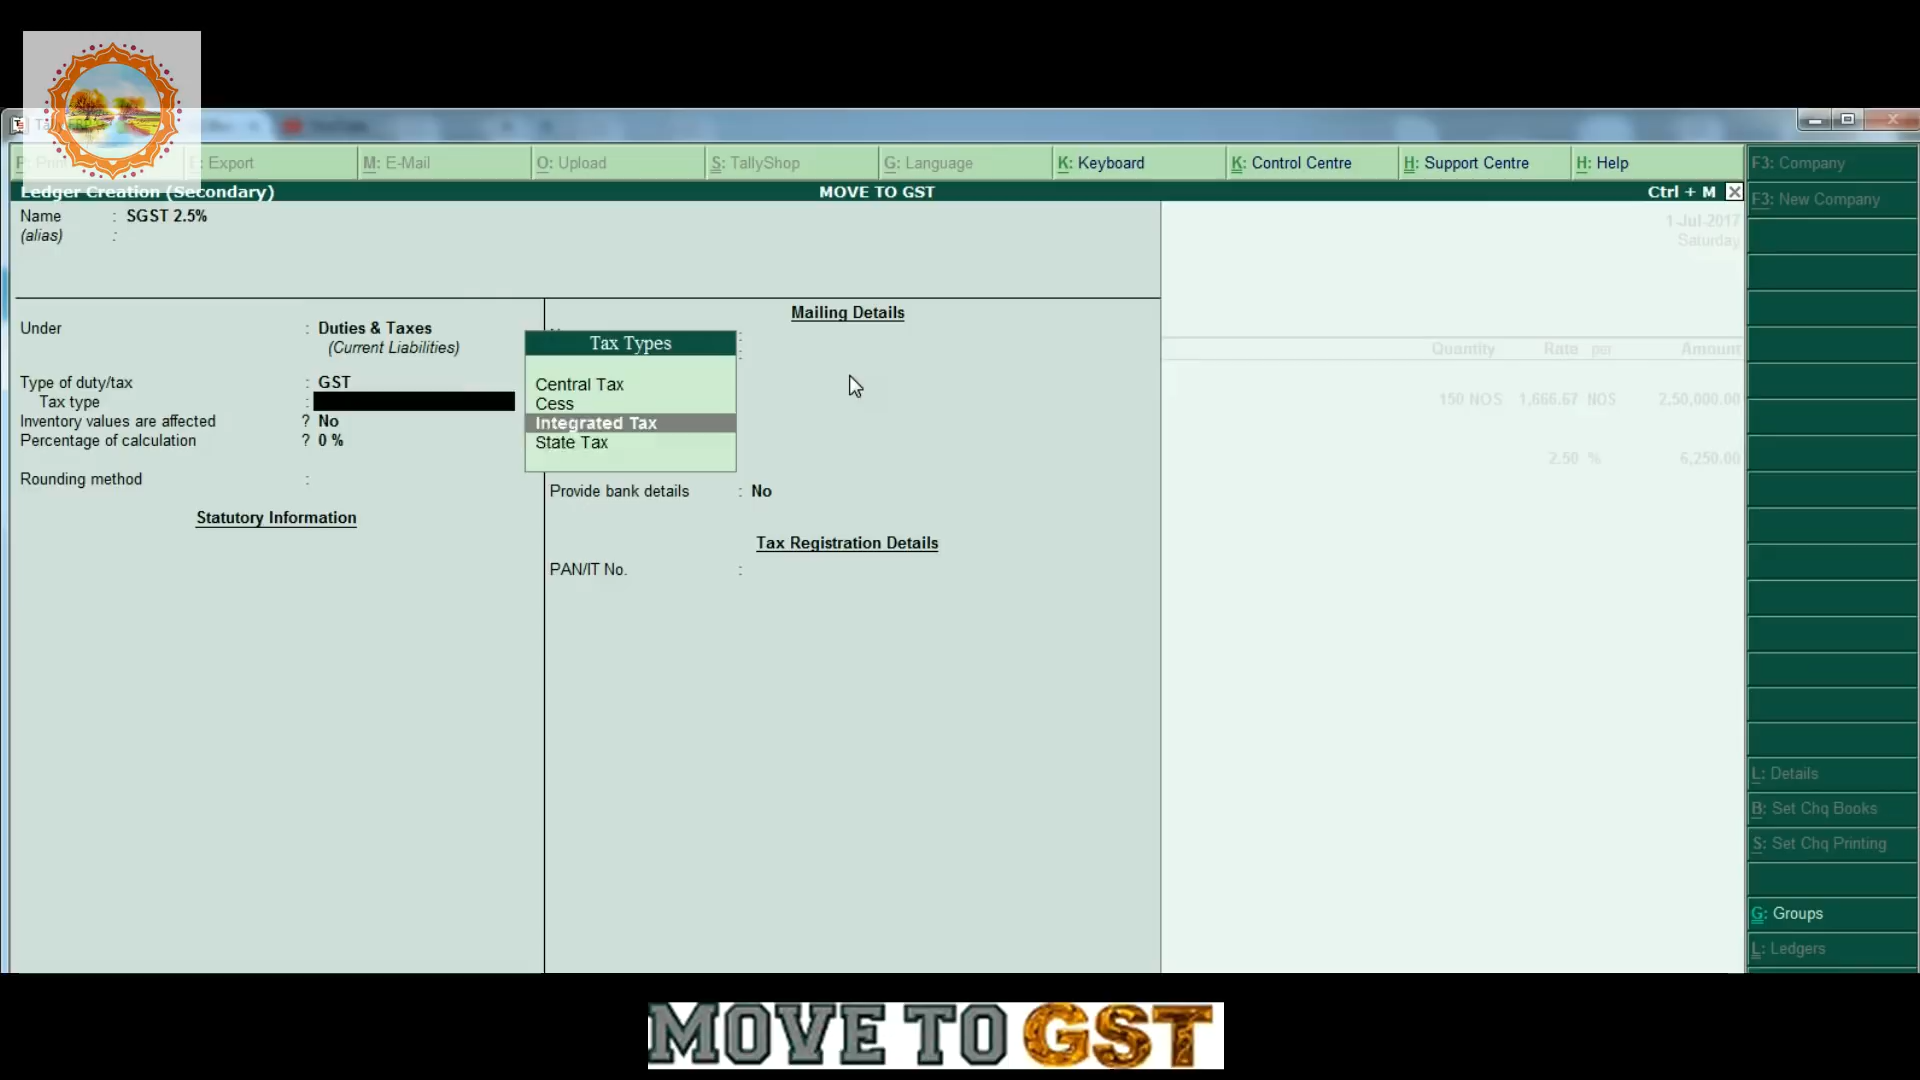 P: Print
E: Export
M: E-Mail
O: Upload
S: TallyShop
G: Language
K: Keyboard
K: Control Centre
H: Support Centre
H: Help
Ledger Creation (Secondary)
MOVE TO GST
Ctrl + M
Name : SGST 2.5%
(alias) :
Under : Duties & Taxes
(Current Liabilities)
Type of duty/tax : GST
Tax type :
Inventory values are affected ? No
Percentage of calculation ? 0 %
Rounding method :
Statutory Information
Mailing Details
Tax Types
Central Tax
Cess
Integrated Tax
State Tax
Provide bank details : No
Tax Registration Details
PAN/IT No. :
1-Jul-2017
Saturday
Quantity Rate per Amount
150 NOS 1,666.67 NOS 2,50,000.00
2.50 % 6,250.00
F3: Company
F3: New Company
L: Details
B: Set Chq Books
S: Set Chq Printing
G: Groups
L: Ledgers
MOVE TO GST